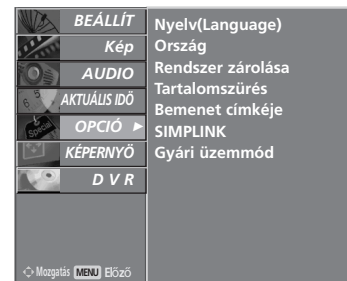 BEÁLLÍT
Kép
AUDIO
AKTUÁLIS IDŐ
OPCIÓ
KÉPERNYŐ
D V R
Mozgatás MENU Előző
Nyelv(Language)
Ország
Rendszer zárolása
Tartalomszűrés
Bemenet címkéje
SIMPLINK
Gyári üzemmód